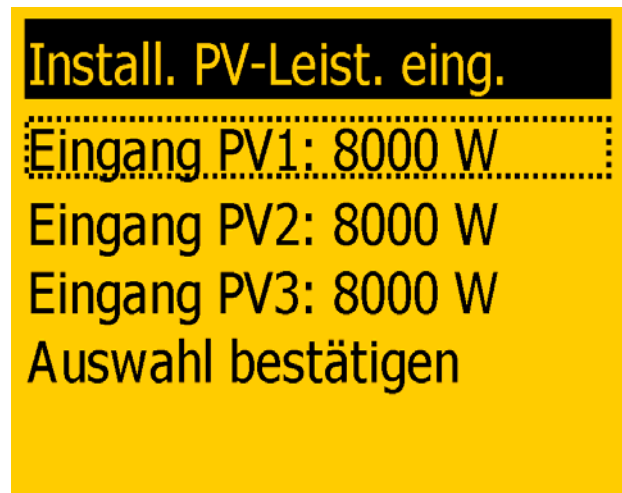 Install. PV-Leist. eing.
Eingang PV1: 8000 W
Eingang PV2: 8000 W
Eingang PV3: 8000 W
Auswahl bestätigen